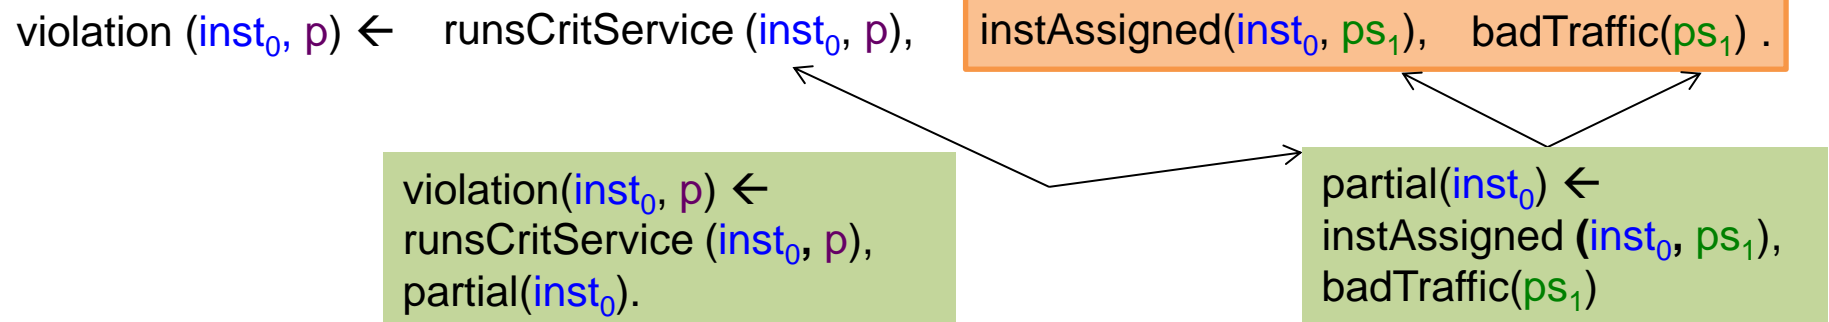 violation (inst₀, p) ← runsCritService (inst₀, p), instAssigned(inst₀, ps₁), badTraffic(ps₁) .
violation(inst₀, p) ←
runsCritService (inst₀, p),
partial(inst₀).
partial(inst₀) ←
instAssigned (inst₀, ps₁),
badTraffic(ps₁)